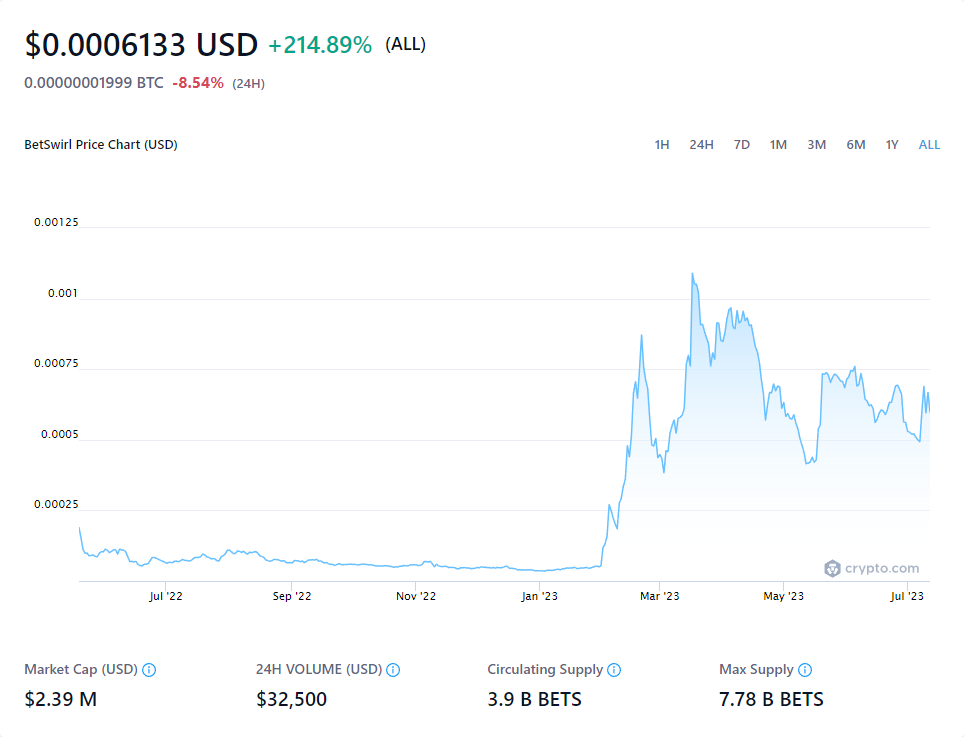 $0.0006133 USD +214.89% (ALL)
0.00000001999 BTC -8.54% (24H)
BetSwirl Price Chart (USD) 1H 24H 7D 1M 3M 6M 1Y ALL
0.00125
0.001
0.00075
0.0005
0.00025
crypto.com
Jul '22 Sep '22 Nov '22 Jan '23 Mar '23 May '23 Jul '23
Market Cap (USD) 24H VOLUME (USD) Circulating Supply Max Supply
$2.39 M $32,500 3.9 B BETS 7.78 B BETS